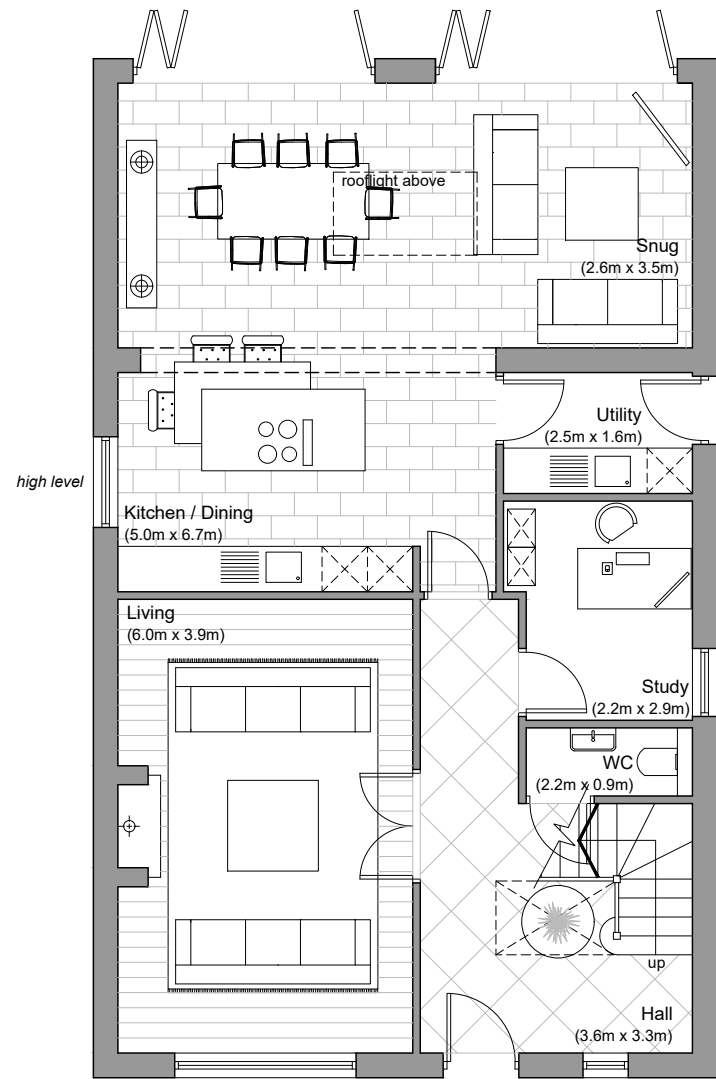 rooflight above
Snug
(2.6m x 3.5m)
Utility
(2.5m x 1.6m)
high level
Kitchen / Dining
(5.0m x 6.7m)
Living
(6.0m x 3.9m)
Study
(2.2m x 2.9m)
WC
(2.2m x 0.9m)
up
Hall
(3.6m x 3.3m)